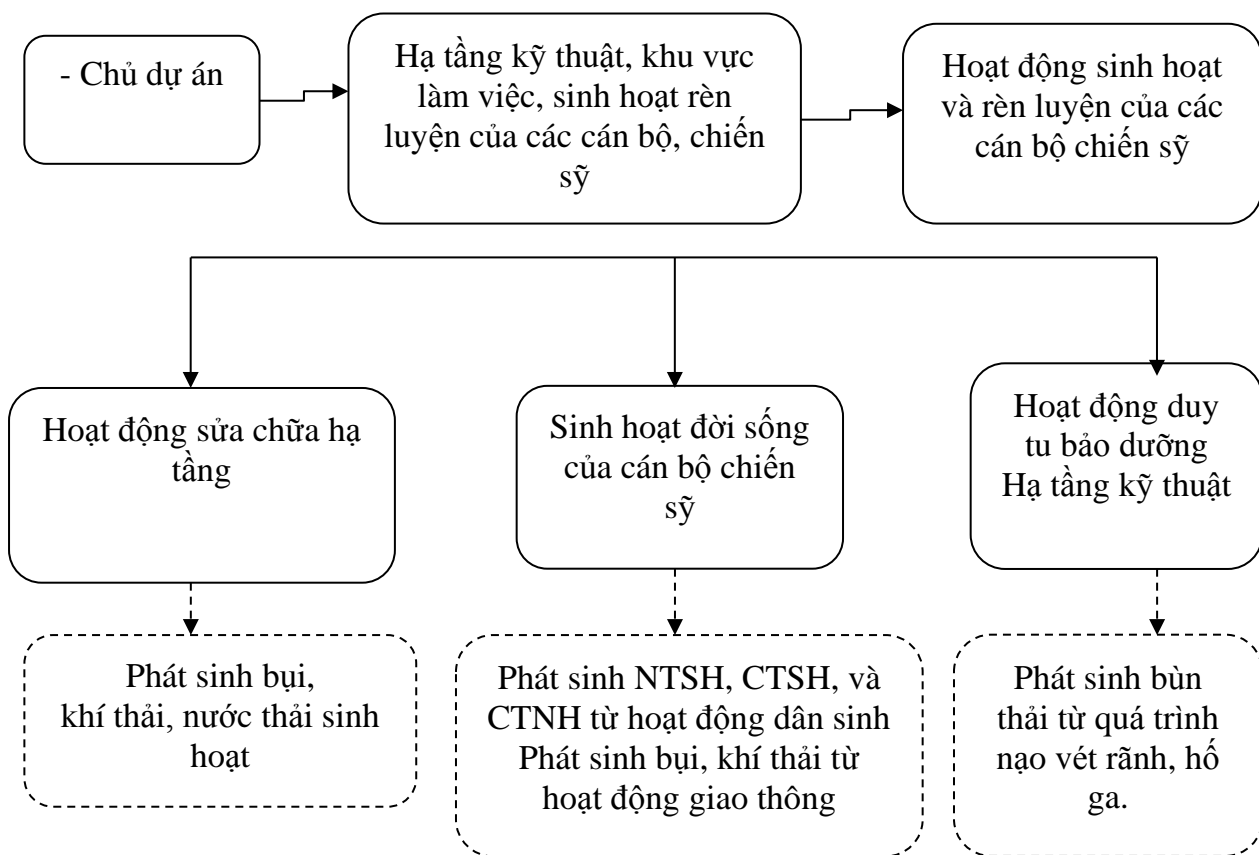 - Chủ dự án
Hạ tầng kỹ thuật, khu vực
làm việc, sinh hoạt rèn
luyện của các cán bộ, chiến
sỹ
Hoạt động sinh hoạt
và rèn luyện của các
cán bộ chiến sỹ
Hoạt động sửa chữa hạ
tầng
Sinh hoạt đời sống
của cán bộ chiến
sỹ
Hoạt động duy
tu bảo dưỡng
Hạ tầng kỹ thuật
Phát sinh bụi,
khí thải, nước thải sinh
hoạt
Phát sinh NTSH, CTSH, và
CTNH từ hoạt động dân sinh
Phát sinh bụi, khí thải từ
hoạt động giao thông
Phát sinh bùn
thải từ quá trình
nạo vét rãnh, hố
ga.